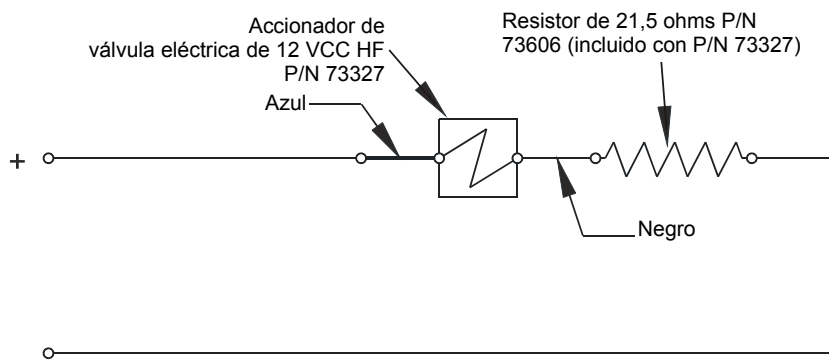 Accionador de
válvula eléctrica de 12 VCC HF
P/N 73327
Resistor de 21,5 ohms P/N
73606 (incluido con P/N 73327)
Azul
+
Negro